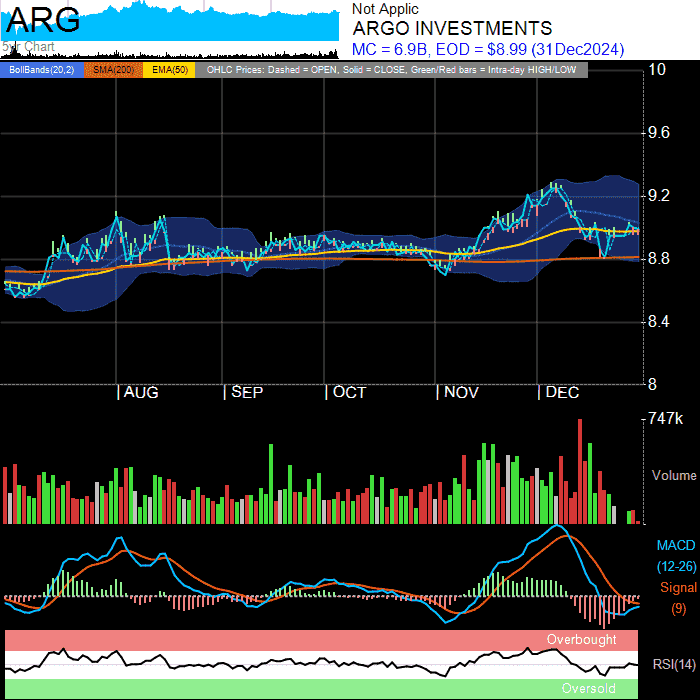 ARG
5yr Chart
Not Applic
ARGO INVESTMENTS
MC = 6.9B, EOD = $8.99 (31Dec2024)
BollBands(20,2) SMA(200) EMA(50) OHLC Prices: Dashed = OPEN, Solid = CLOSE, Green/Red bars = Intra-day HIGH/LOW
10
9.6
9.2
8.8
8.4
8
AUG SEP OCT NOV DEC
747k
Volume
MACD
(12-26)
Signal
(9)
Overbought
RSI(14)
Oversold